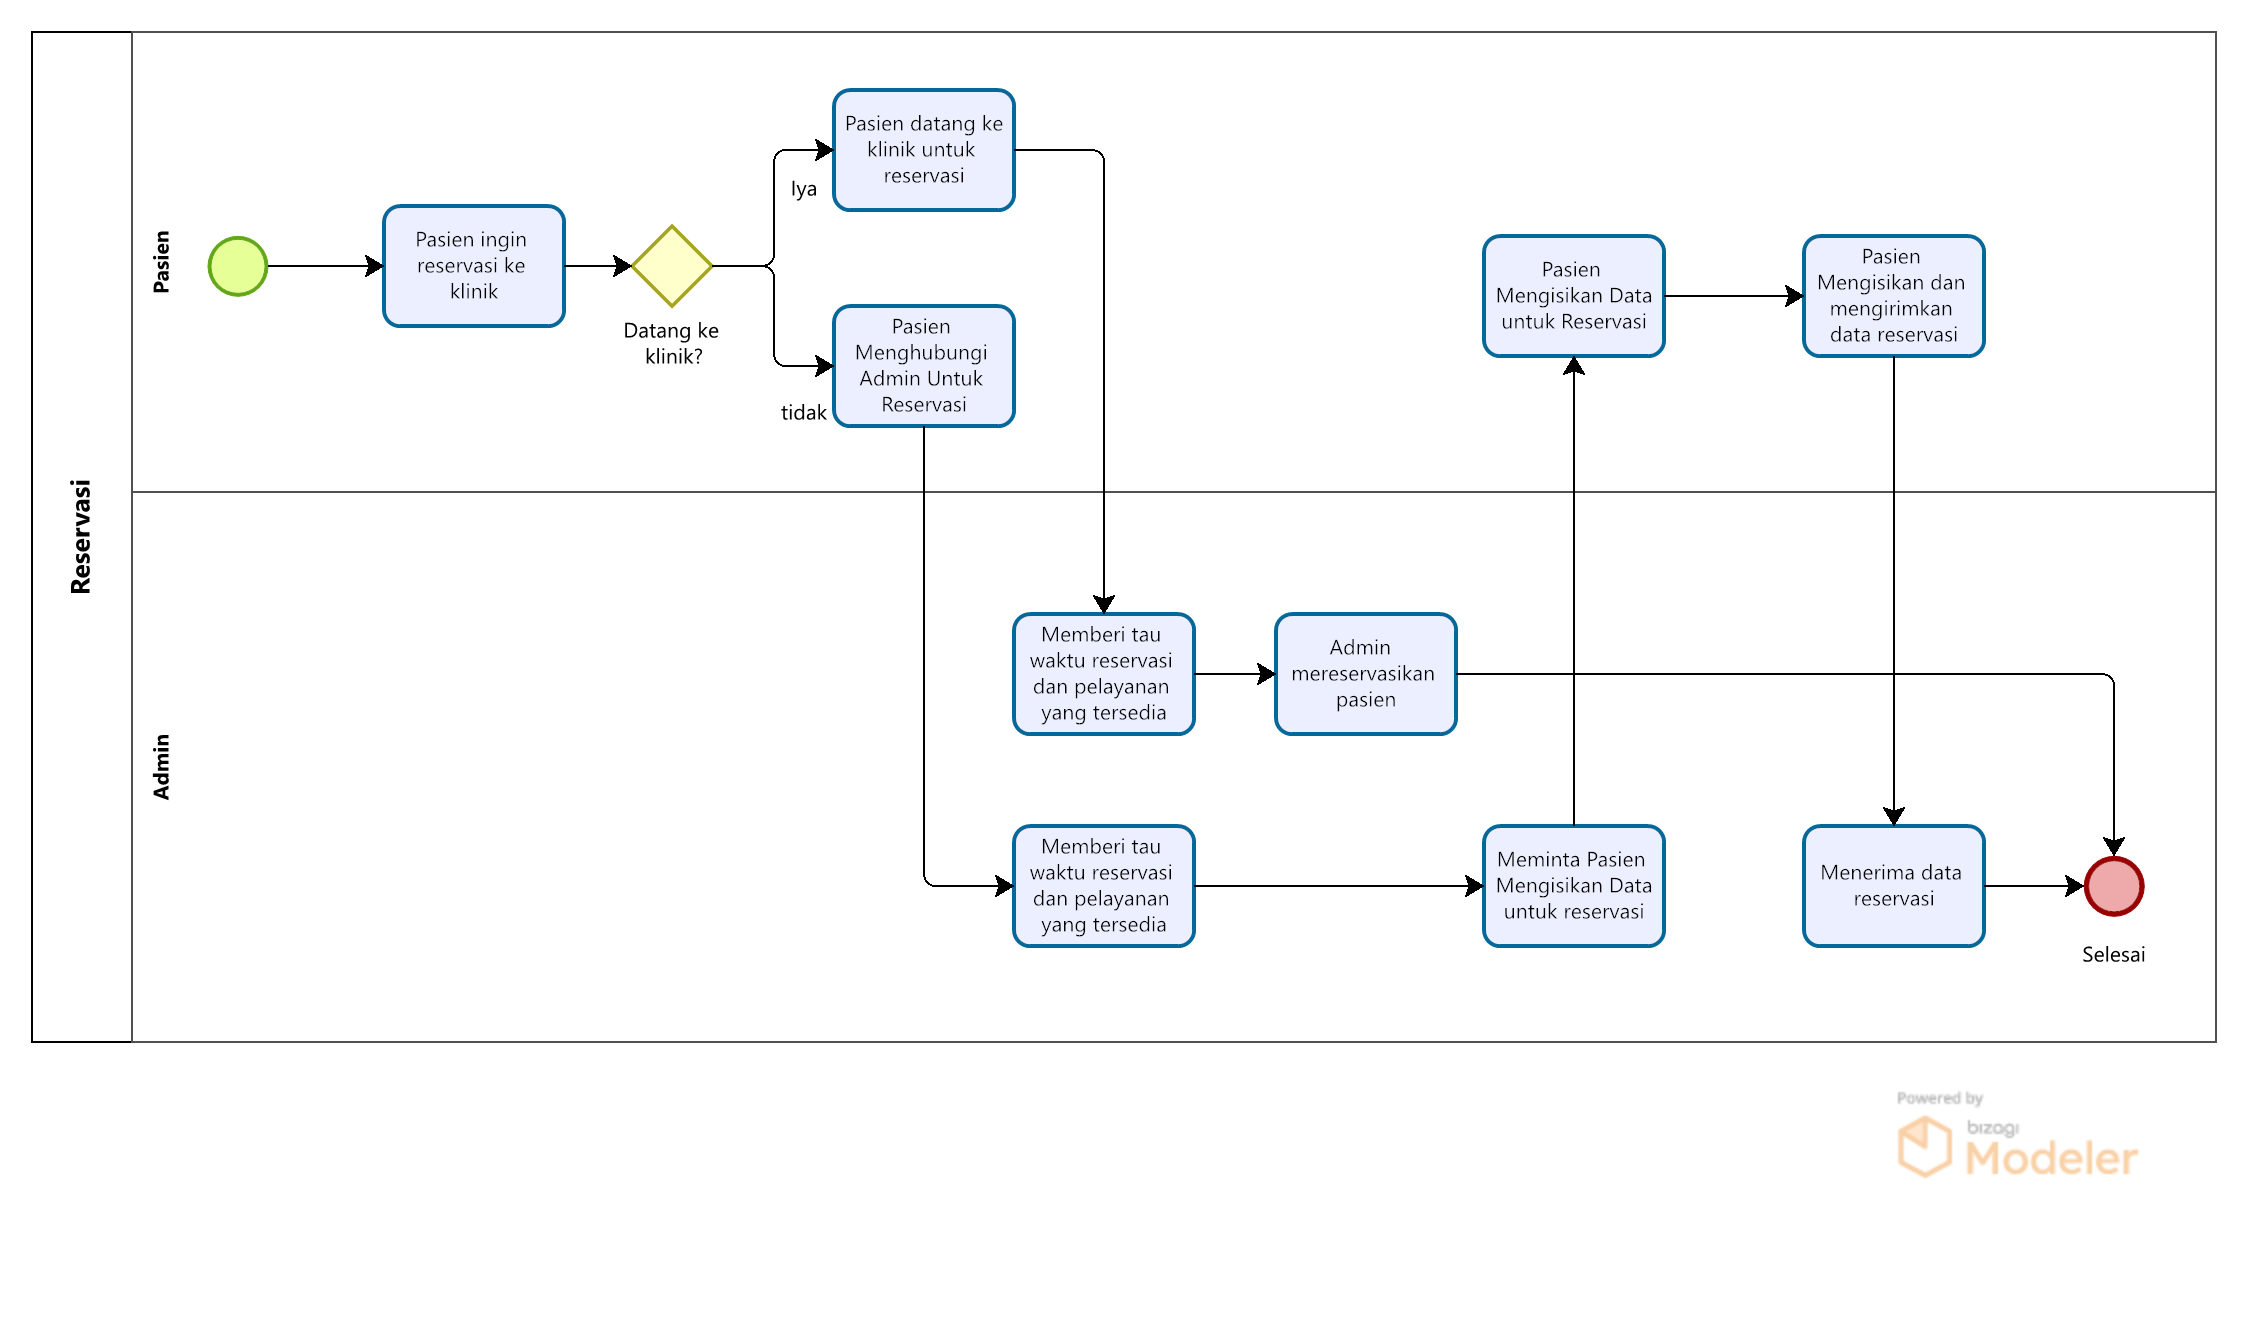 Reservasi
Pasien
Pasien ingin
reservasi ke
klinik
Datang ke
klinik?
Iya
tidak
Pasien datang ke
klinik untuk
reservasi
Pasien
Menghubungi
Admin Untuk
Reservasi
Pasien
Mengisikan Data
untuk Reservasi
Pasien
Mengisikan dan
mengirimkan
data reservasi
Admin
Memberi tau
waktu reservasi
dan pelayanan
yang tersedia
Admin
mereservasikan
pasien
Memberi tau
waktu reservasi
dan pelayanan
yang tersedia
Meminta Pasien
Mengisikan Data
untuk reservasi
Menerima data
reservasi
Selesai
Powered by
bizagi
Modeler